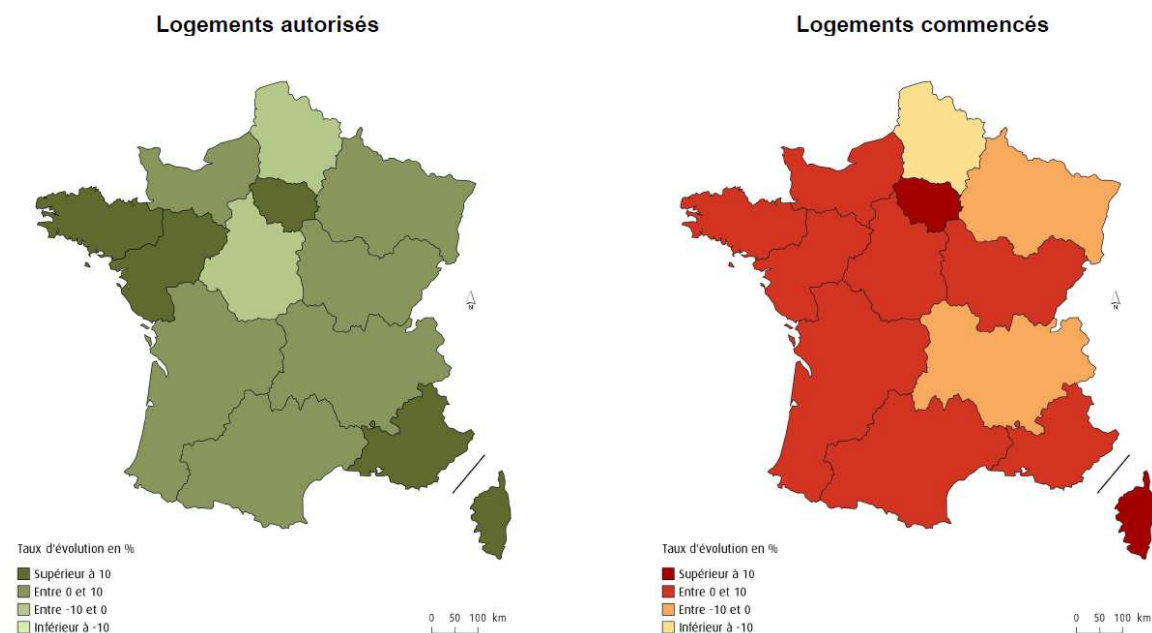 Logements autorisés
Logements commencés
N
N
Taux d'évolution en %
Supérieur à 10
Entre 0 et 10
Entre -10 et 0
Inférieur à -10
0 50 100 km
Taux d'évolution en %
Supérieur à 10
Entre 0 et 10
Entre -10 et 0
Inférieur à -10
0 50 100 km